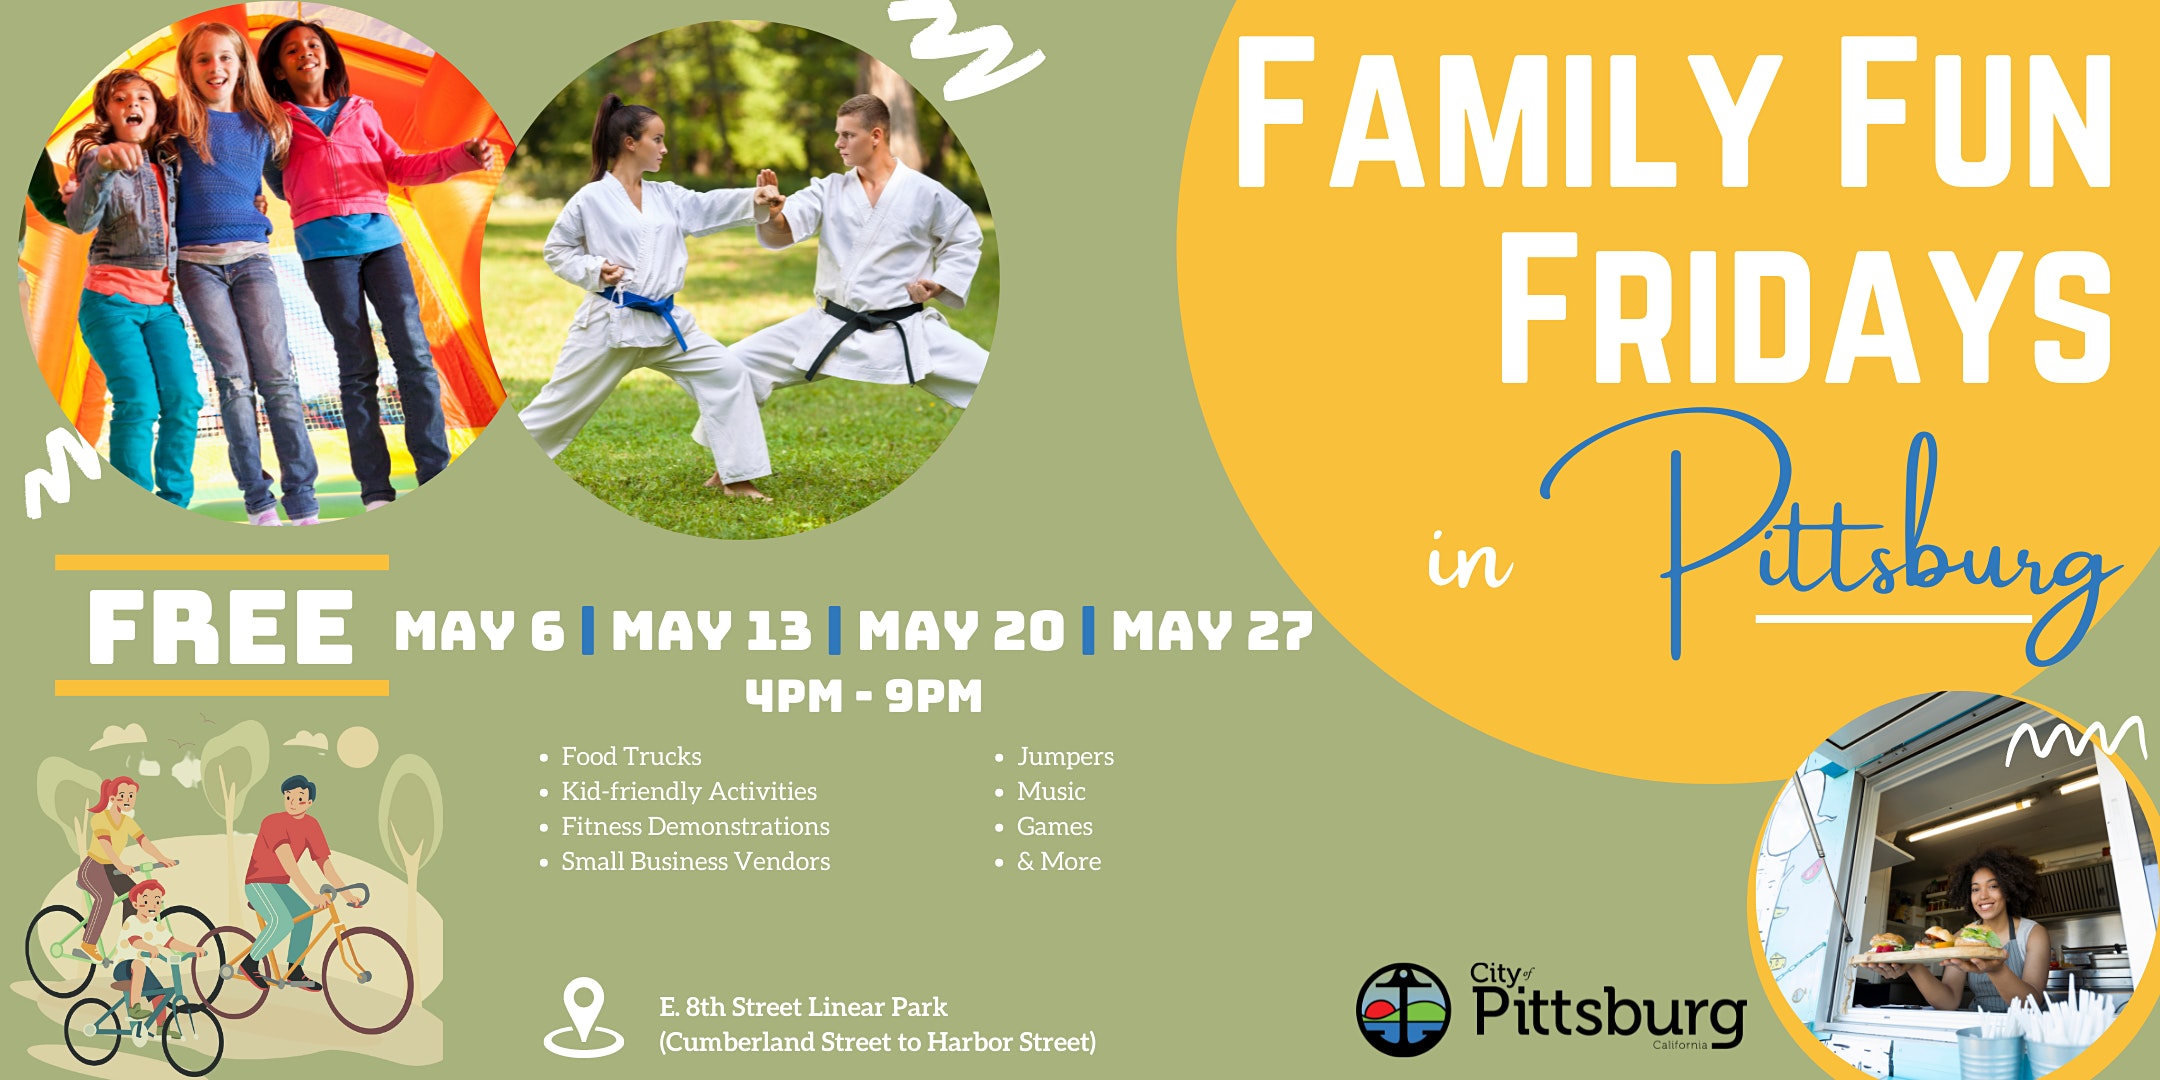 FAMILY FUN
FRIDAYS
in Pittsburg
FREE
MAY 6 | MAY 13 | MAY 20 | MAY 27
4PM - 9PM
• Food Trucks
• Kid-friendly Activities
• Fitness Demonstrations
• Small Business Vendors
• Jumpers
• Music
• Games
• & More
E. 8th Street Linear Park
(Cumberland Street to Harbor Street)
City of
Pittsburg
California